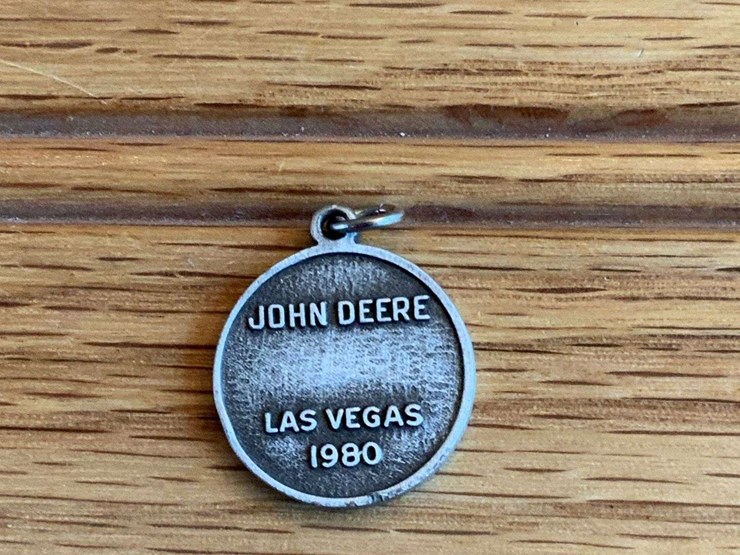 JOHN DEERE
LAS VEGAS
1980